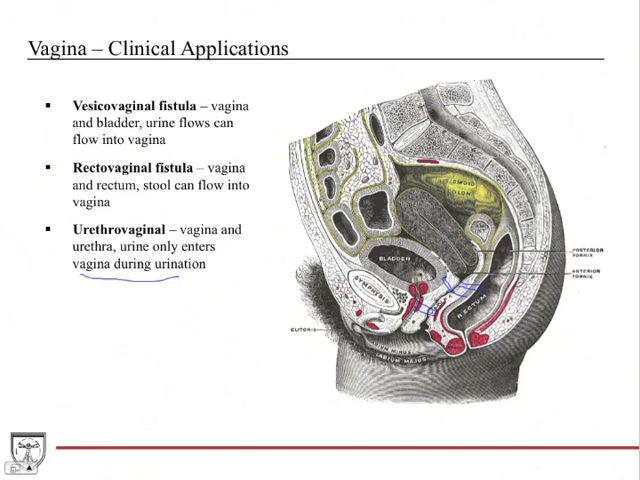 Vagina – Clinical Applications
▪ Vesicovaginal fistula – vagina
and bladder, urine flows can
flow into vagina
▪ Rectovaginal fistula – vagina
and rectum, stool can flow into
vagina
▪ Urethrovaginal – vagina and
urethra, urine only enters
vagina during urination
SIGMOID
COLON
BLADDER
SYMPHYSIS
RECTUM
POSTERIOR
FORNIX
ANTERIOR
FORNIX
CLITORIS
LABIUM MINUS
LABIUM MAJUS